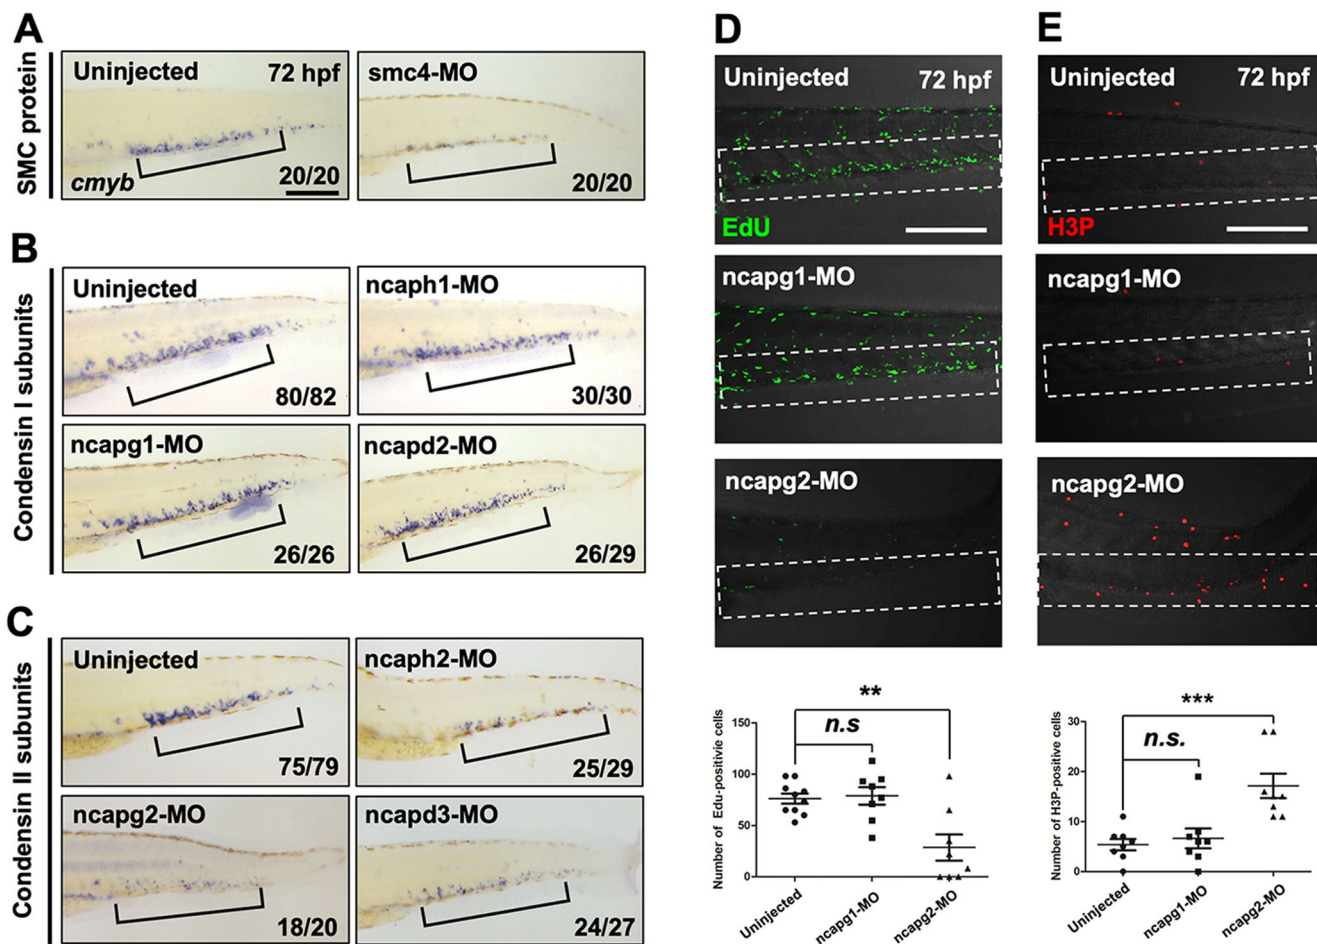 A
SMC protein
Uninjected 72 hpf
cmyb 20/20
smc4-MO
20/20
B
Condensin I subunits
Uninjected
80/82
ncaph1-MO
30/30
ncapg1-MO
26/26
ncapd2-MO
26/29
C
Condensin II subunits
Uninjected
75/79
ncaph2-MO
25/29
ncapg2-MO
18/20
ncapd3-MO
24/27
D
Uninjected 72 hpf
EdU
ncapg1-MO
ncapg2-MO
**
n.s
Number of Edu-positive cells
150
100
50
0
Uninjected
ncapg1-MO
ncapg2-MO
E
Uninjected 72 hpf
H3P
ncapg1-MO
ncapg2-MO
***
n.s.
Number of H3P-positive cells
30
20
10
0
Uninjected
ncapg1-MO
ncapg2-MO